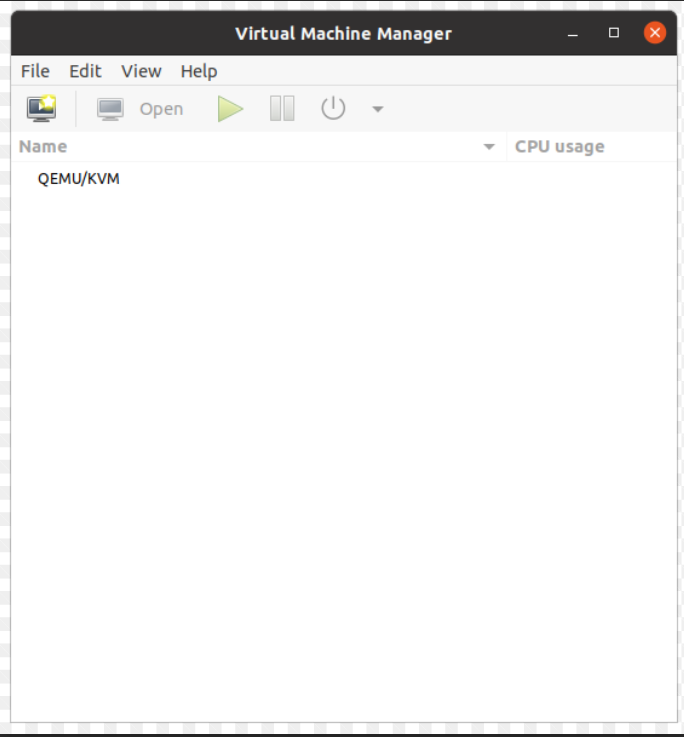 Virtual Machine Manager
File Edit View Help
Open
Name CPU usage
QEMU/KVM